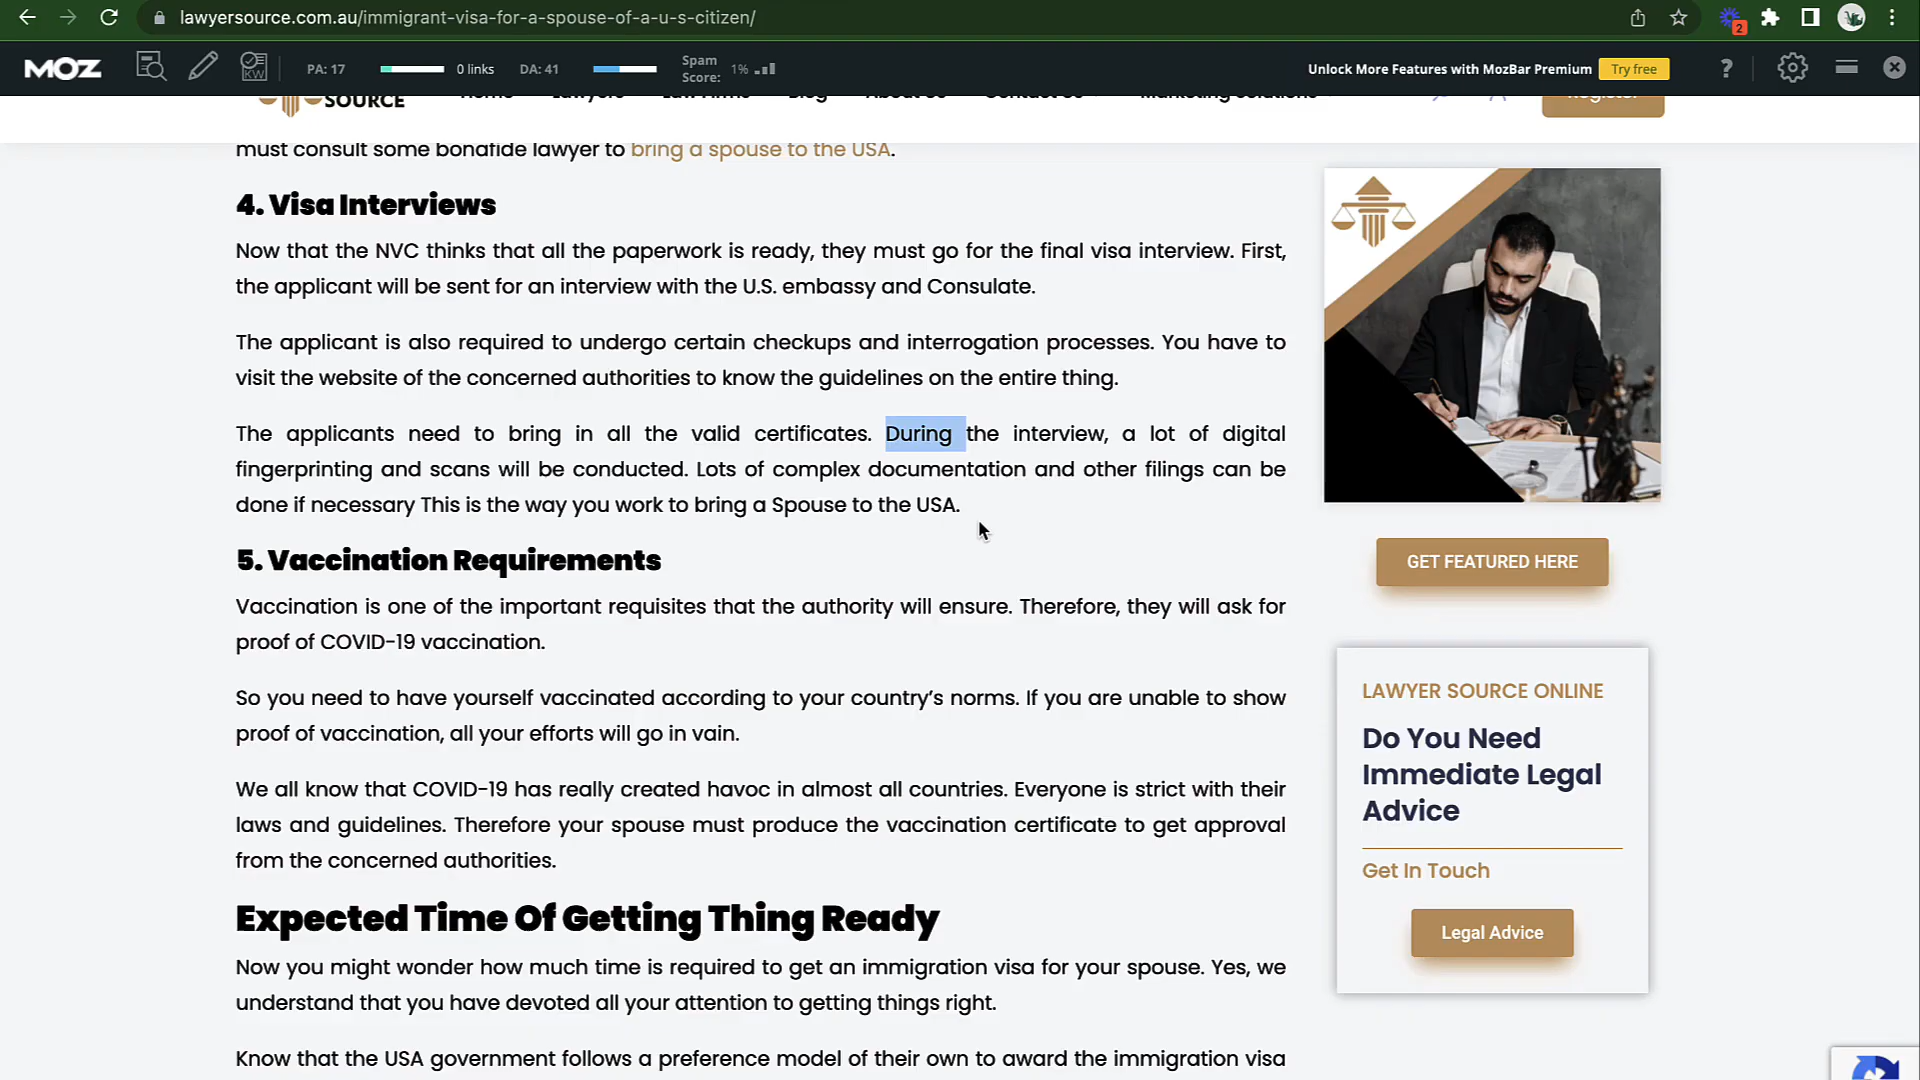 lawyersource.com.au/immigrant-visa-for-a-spouse-of-a-u-s-citizen/
2
MOZ
KW
PA: 17
0 links
DA: 41
Spam
Score:
1%
Unlock More Features with MozBar Premium
Try free
?
SOURCE
Home
Lawyers
Law Firms
Blog
About Us
Contact Us
Marketing Solutions
Register
must consult some bonafide lawyer to bring a spouse to the USA.
4. Visa Interviews
Now that the NVC thinks that all the paperwork is ready, they must go for the final visa interview. First,
the applicant will be sent for an interview with the U.S. embassy and Consulate.
The applicant is also required to undergo certain checkups and interrogation processes. You have to
visit the website of the concerned authorities to know the guidelines on the entire thing.
The applicants need to bring in all the valid certificates. During the interview, a lot of digital
fingerprinting and scans will be conducted. Lots of complex documentation and other filings can be
done if necessary This is the way you work to bring a Spouse to the USA.
5. Vaccination Requirements
Vaccination is one of the important requisites that the authority will ensure. Therefore, they will ask for
proof of COVID-19 vaccination.
So you need to have yourself vaccinated according to your country’s norms. If you are unable to show
proof of vaccination, all your efforts will go in vain.
We all know that COVID-19 has really created havoc in almost all countries. Everyone is strict with their
laws and guidelines. Therefore your spouse must produce the vaccination certificate to get approval
from the concerned authorities.
Expected Time Of Getting Thing Ready
Now you might wonder how much time is required to get an immigration visa for your spouse. Yes, we
understand that you have devoted all your attention to getting things right.
Know that the USA government follows a preference model of their own to award the immigration visa
GET FEATURED HERE
LAWYER SOURCE ONLINE
Do You Need
Immediate Legal
Advice
Get In Touch
Legal Advice